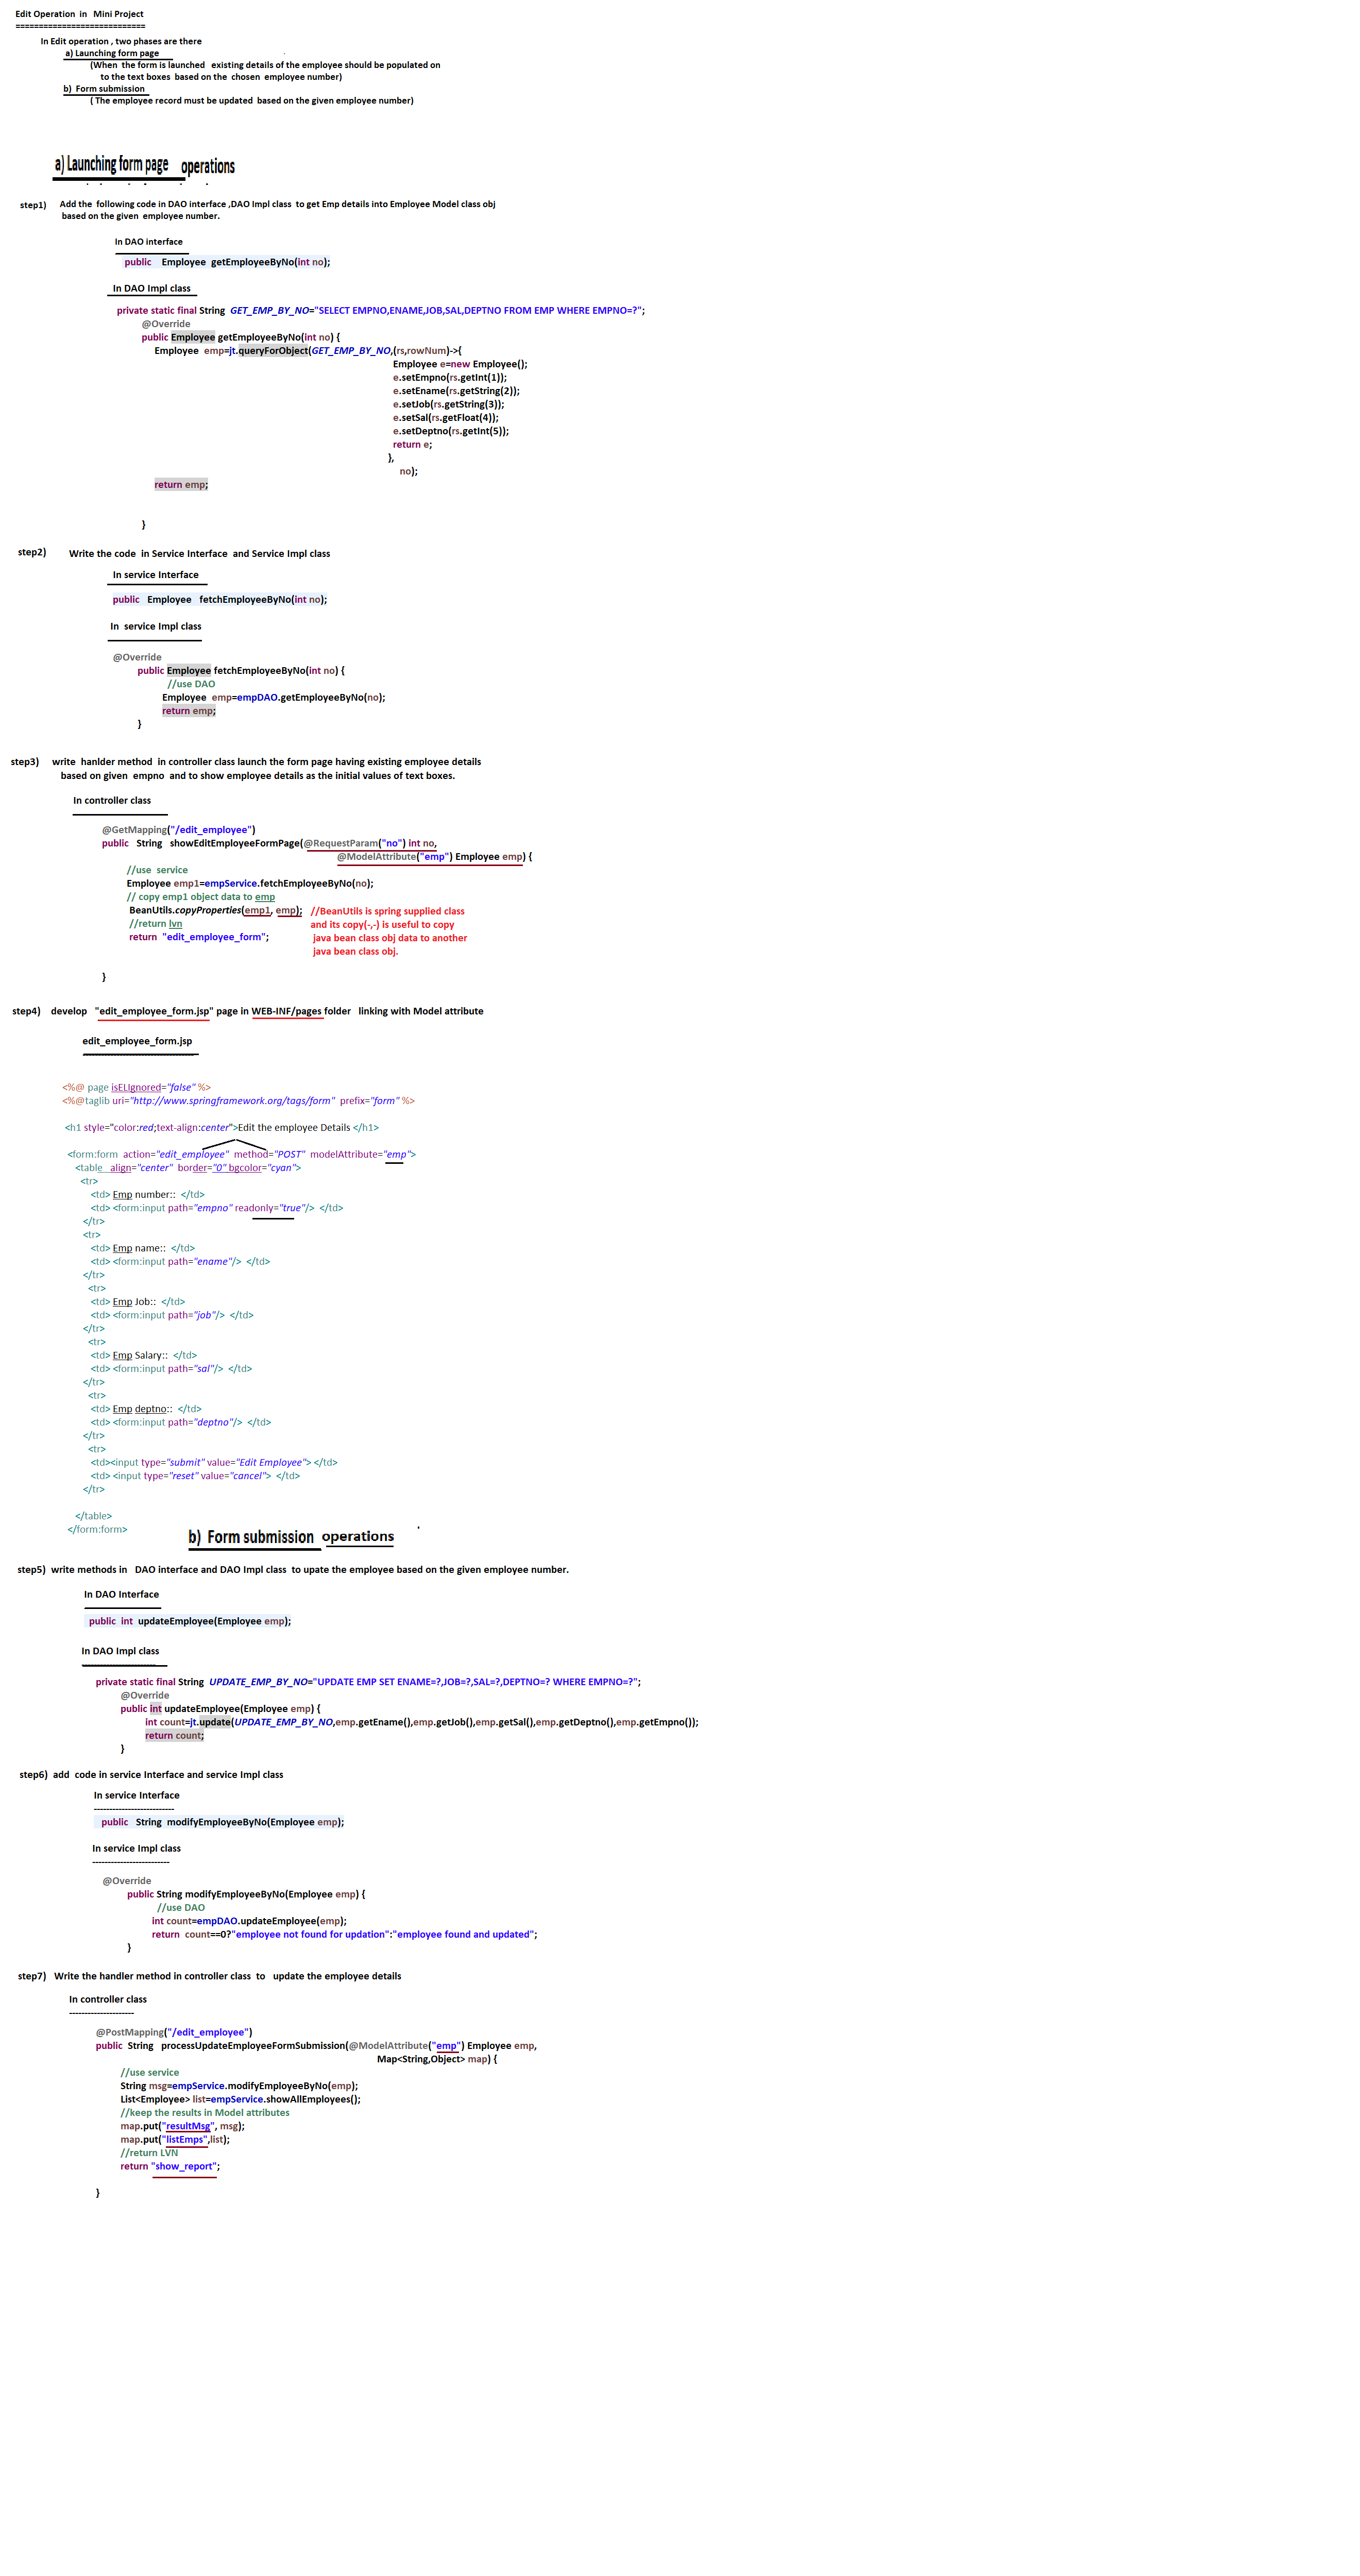 Edit Operation in Mini Project
============================
In Edit operation , two phases are there
a) Launching form page
(When the form is launched existing details of the employee should be populated on
to the text boxes based on the chosen employee number)
b) Form submission
( The employee record must be updated based on the given employee number)
a) Launching form page operations
step1) Add the following code in DAO interface ,DAO Impl class to get Emp details into Employee Model class obj
based on the given employee number.
In DAO interface
public Employee getEmployeeByNo(int no);
In DAO Impl class
private static final String GET_EMP_BY_NO="SELECT EMPNO,ENAME,JOB,SAL,DEPTNO FROM EMP WHERE EMPNO=?";
@Override
public Employee getEmployeeByNo(int no) {
Employee emp=jt.queryForObject(GET_EMP_BY_NO,(rs,rowNum)->{
Employee e=new Employee();
e.setEmpno(rs.getInt(1));
e.setEname(rs.getString(2));
e.setJob(rs.getString(3));
e.setSal(rs.getFloat(4));
e.setDeptno(rs.getInt(5));
return e;
},
no);
return emp;
}
step2) Write the code in Service Interface and Service Impl class
In service Interface
public Employee fetchEmployeeByNo(int no);
In service Impl class
@Override
public Employee fetchEmployeeByNo(int no) {
//use DAO
Employee emp=empDAO.getEmployeeByNo(no);
return emp;
}
step3) write hanlder method in controller class launch the form page having existing employee details
based on given empno and to show employee details as the initial values of text boxes.
In controller class
@GetMapping("/edit_employee")
public String showEditEmployeeFormPage(@RequestParam("no") int no,
@ModelAttribute("emp") Employee emp) {
//use service
Employee emp1=empService.fetchEmployeeByNo(no);
// copy emp1 object data to emp
BeanUtils.copyProperties(emp1, emp); //BeanUtils is spring supplied class
//return lvn and its copy(-,-) is useful to copy
return "edit_employee_form"; java bean class obj data to another
java bean class obj.
}
step4) develop "edit_employee_form.jsp" page in WEB-INF/pages folder linking with Model attribute
edit_employee_form.jsp
<%@ page isELIgnored="false" %>
<%@taglib uri="http://www.springframework.org/tags/form" prefix="form" %>
<h1 style="color:red;text-align:center">Edit the employee Details </h1>
<form:form action="edit_employee" method="POST" modelAttribute="emp">
<table align="center" border="0" bgcolor="cyan">
<tr>
<td> Emp number:: </td>
<td> <form:input path="empno" readonly="true"/> </td>
</tr>
<tr>
<td> Emp name:: </td>
<td> <form:input path="ename"/> </td>
</tr>
<tr>
<td> Emp Job:: </td>
<td> <form:input path="job"/> </td>
</tr>
<tr>
<td> Emp Salary:: </td>
<td> <form:input path="sal"/> </td>
</tr>
<tr>
<td> Emp deptno:: </td>
<td> <form:input path="deptno"/> </td>
</tr>
<tr>
<td><input type="submit" value="Edit Employee"> </td>
<td> <input type="reset" value="cancel"> </td>
</tr>
</table>
</form:form>
b) Form submission operations
step5) write methods in DAO interface and DAO Impl class to upate the employee based on the given employee number.
In DAO Interface
public int updateEmployee(Employee emp);
In DAO Impl class
private static final String UPDATE_EMP_BY_NO="UPDATE EMP SET ENAME=?,JOB=?,SAL=?,DEPTNO=? WHERE EMPNO=?";
@Override
public int updateEmployee(Employee emp) {
int count=jt.update(UPDATE_EMP_BY_NO,emp.getEname(),emp.getJob(),emp.getSal(),emp.getDeptno(),emp.getEmpno());
return count;
}
step6) add code in service Interface and service Impl class
In service Interface
--------------------------
public String modifyEmployeeByNo(Employee emp);
In service Impl class
-------------------------
@Override
public String modifyEmployeeByNo(Employee emp) {
//use DAO
int count=empDAO.updateEmployee(emp);
return count==0?"employee not found for updation":"employee found and updated";
}
step7) Write the handler method in controller class to update the employee details
In controller class
---------------------
@PostMapping("/edit_employee")
public String processUpdateEmployeeFormSubmission(@ModelAttribute("emp") Employee emp,
Map<String,Object> map) {
//use service
String msg=empService.modifyEmployeeByNo(emp);
List<Employee> list=empService.showAllEmployees();
//keep the results in Model attributes
map.put("resultMsg", msg);
map.put("listEmps",list);
//return LVN
return "show_report";
}